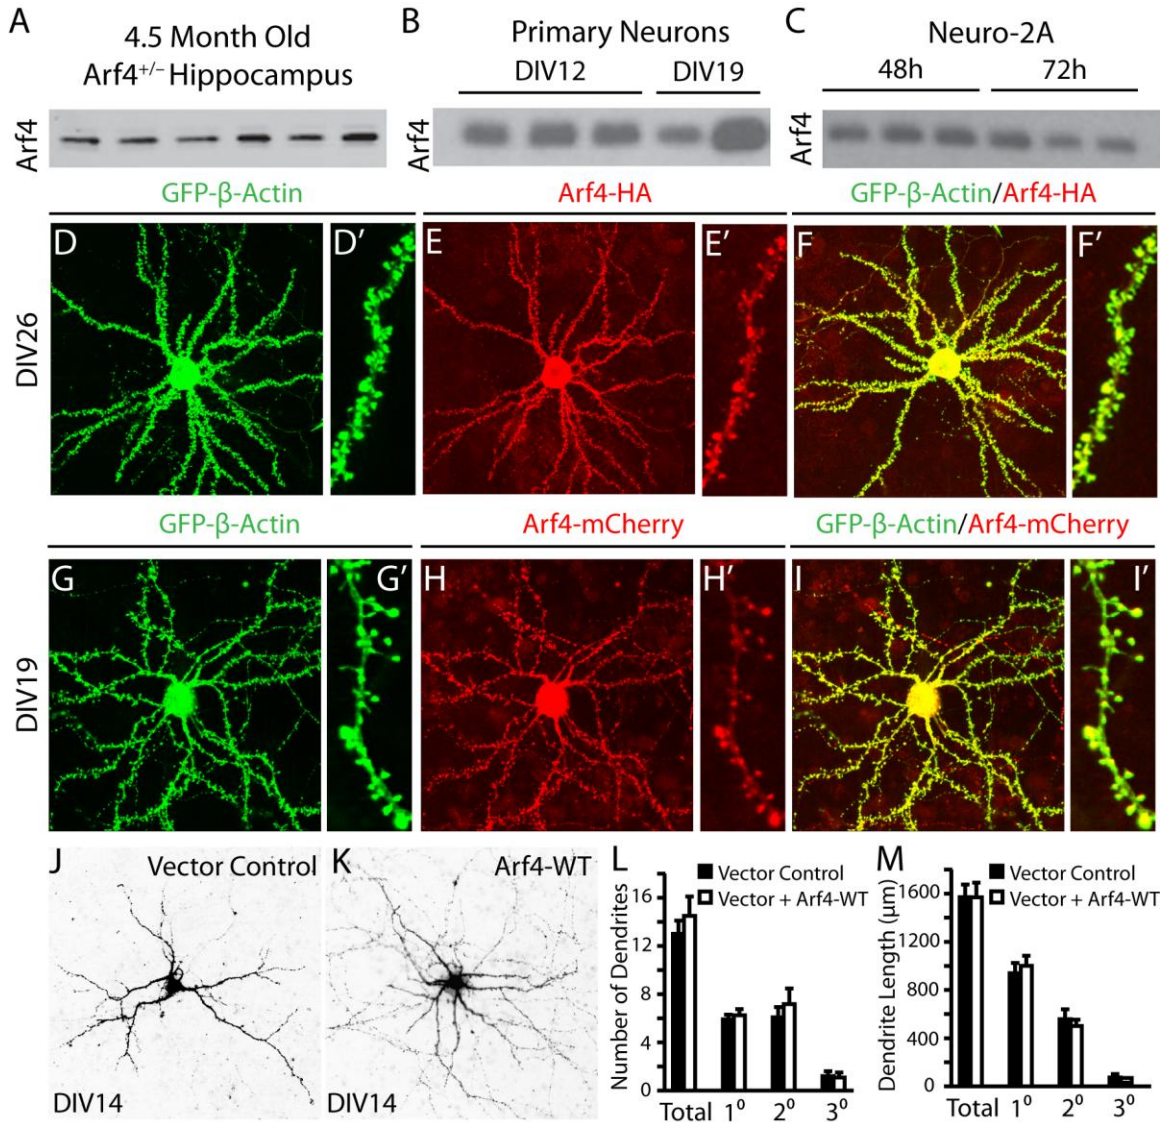 A
4.5 Month Old
Arf4+/– Hippocampus
Arf4
B
Primary Neurons
DIV12 DIV19
Arf4
C
Neuro-2A
48h 72h
Arf4
GFP-β-Actin Arf4-HA GFP-β-Actin/Arf4-HA
DIV26
D D′ E E′ F F′
GFP-β-Actin Arf4-mCherry GFP-β-Actin/Arf4-mCherry
DIV19
G G′ H H′ I I′
J Vector Control
DIV14
K Arf4-WT
DIV14
L
Vector Control
Vector + Arf4-WT
Number of Dendrites
16
12
8
4
0
Total 1⁰ 2⁰ 3⁰
M
Vector Control
Vector + Arf4-WT
Dendrite Length (μm)
1600
1200
800
400
0
Total 1⁰ 2⁰ 3⁰